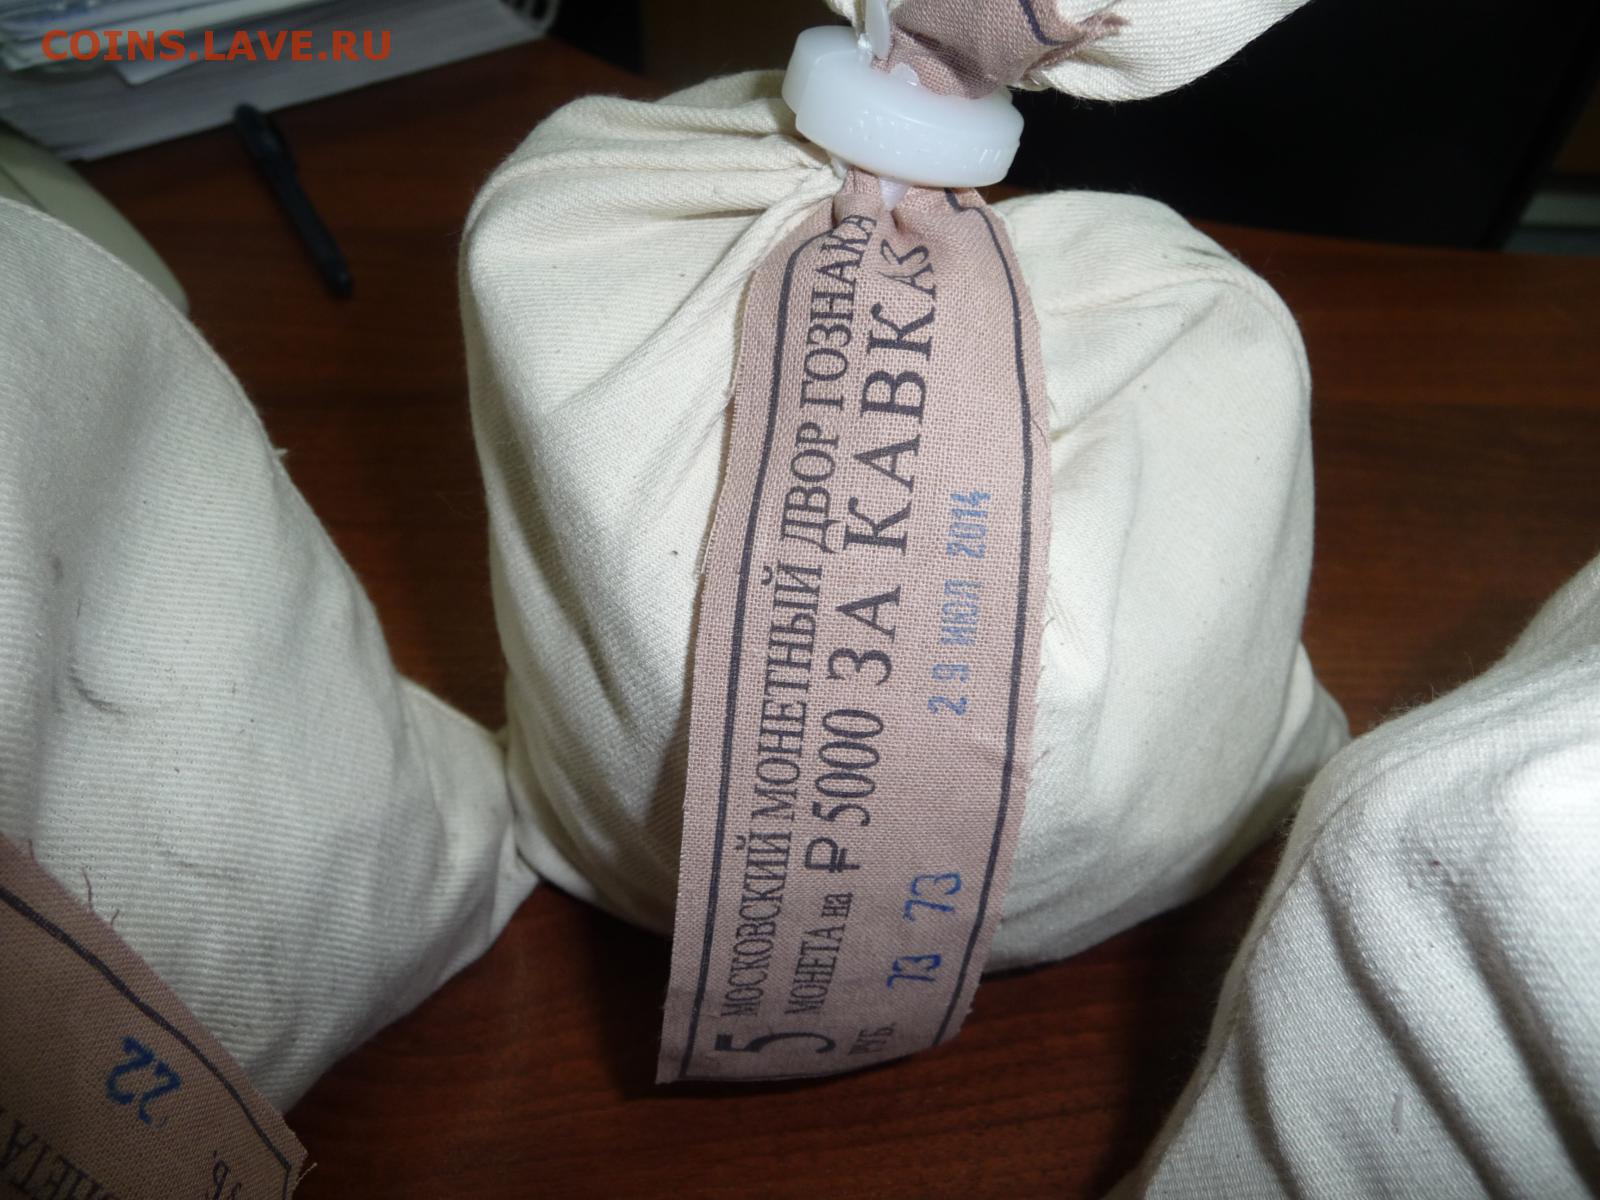 COINS.LAVE.RU
МОСКОВСКИЙ МОНЕТНЫЙ ДВОР ГОЗНАКА
5 МОНЕТА на ₽ 5000 ЗА КАВКАЗ
РУБ.
29 ИЮЛ 2014
73 73
22